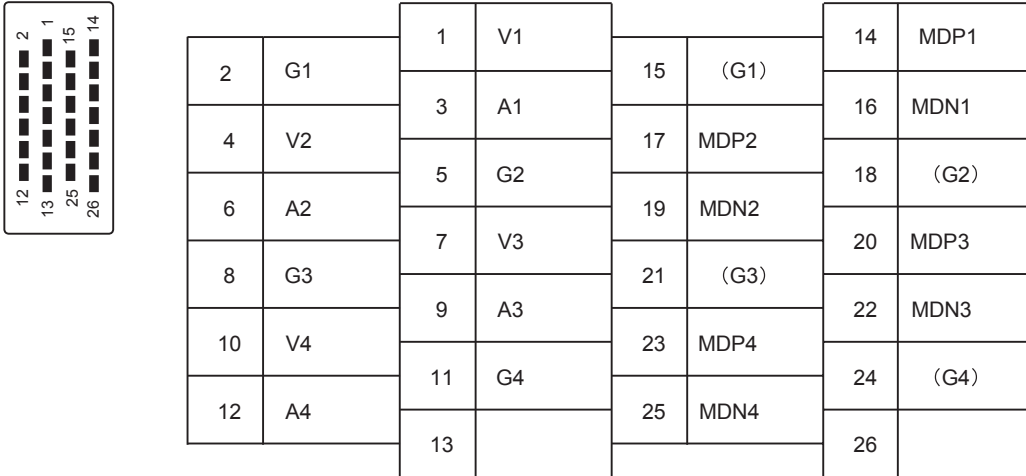 2
1
15
14
12
13
25
26
1 V1
14 MDP1
2 G1
15 （G1）
3 A1
16 MDN1
4 V2
17 MDP2
5 G2
18 （G2）
6 A2
19 MDN2
7 V3
20 MDP3
8 G3
21 （G3）
9 A3
22 MDN3
10 V4
23 MDP4
11 G4
24 （G4）
12 A4
25 MDN4
13
26